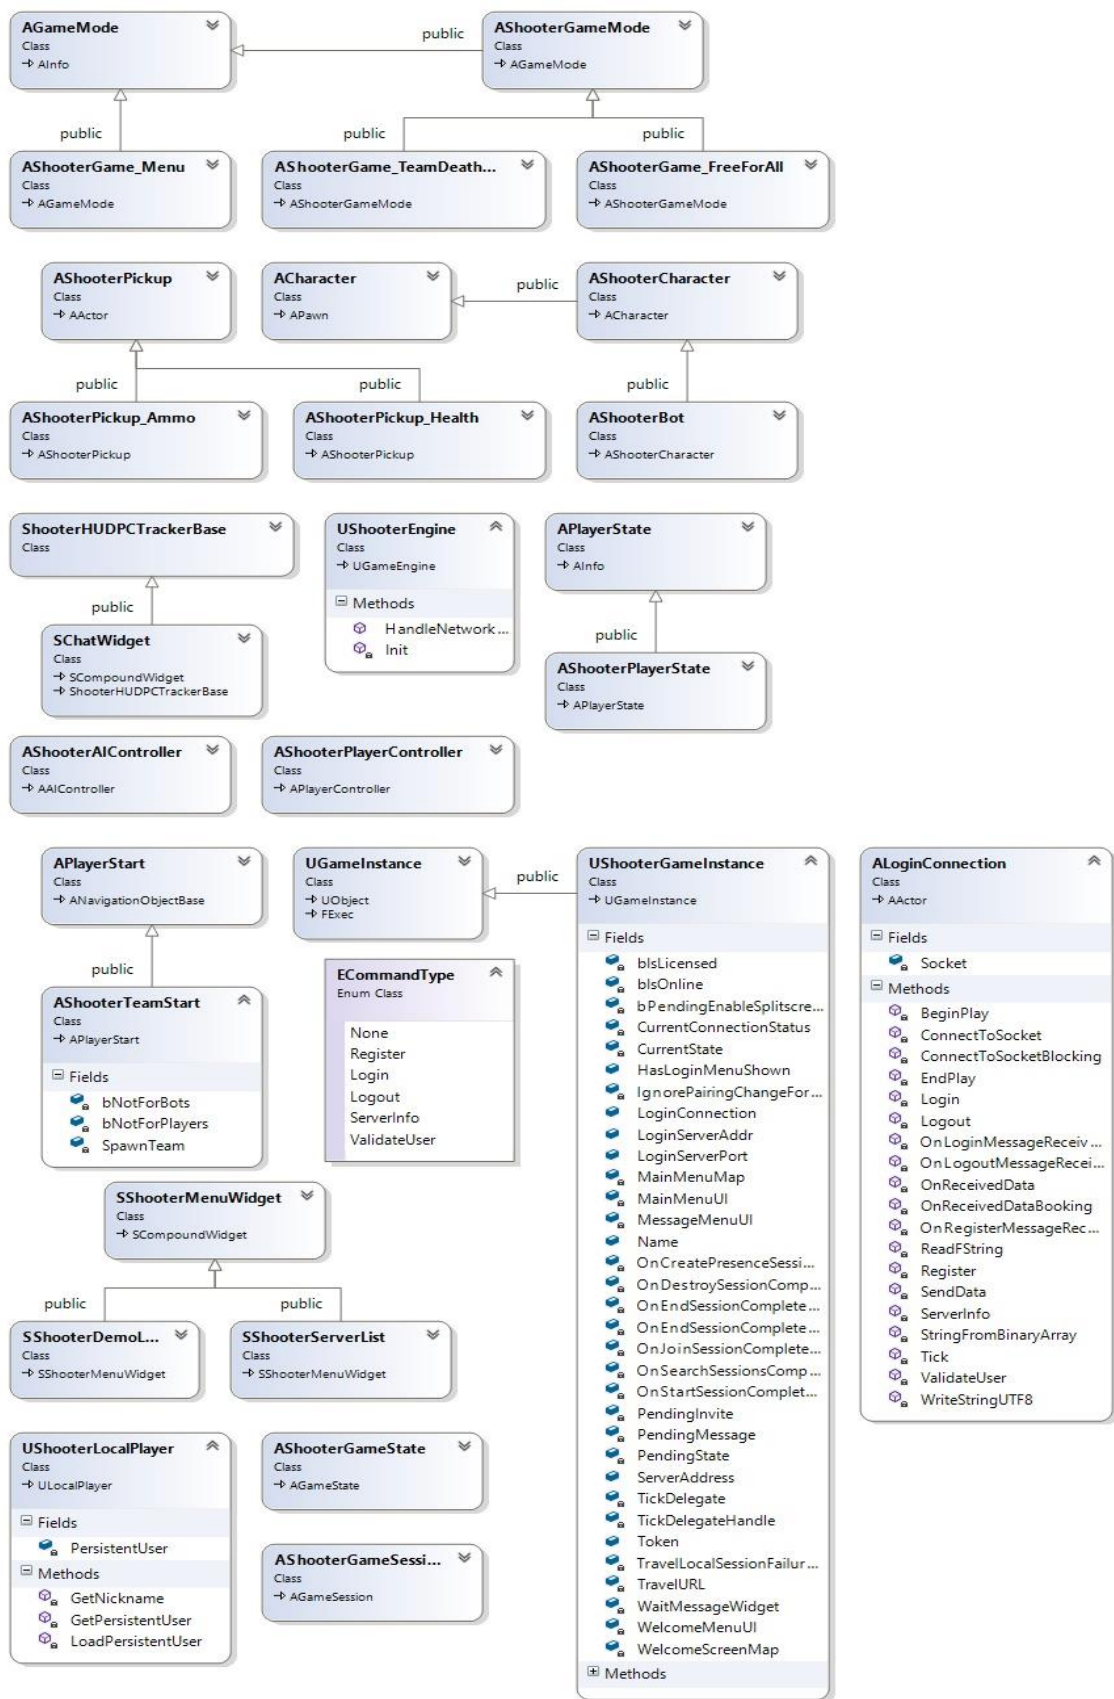 AGameMode
Class
AInfo
public
AShooterGameMode
Class
AGameMode
public
public
public
AShooterGame_Menu
Class
AGameMode
AShooterGame_TeamDeath...
Class
AShooterGameMode
AShooterGame_FreeForAll
Class
AShooterGameMode
AShooterPickup
Class
AActor
ACharacter
Class
APawn
public
AShooterCharacter
Class
ACharacter
public
public
public
AShooterPickup_Ammo
Class
AShooterPickup
AShooterPickup_Health
Class
AShooterPickup
AShooterBot
Class
AShooterCharacter
ShooterHUDPCTrackerBase
Class
public
SChatWidget
Class
SCompoundWidget
ShooterHUDPCTrackerBase
UShooterEngine
Class
UGameEngine
Methods
HandleNetwork...
Init
APlayerState
Class
AInfo
public
AShooterPlayerState
Class
APlayerState
AShooterAIController
Class
AAIController
AShooterPlayerController
Class
APlayerController
APlayerStart
Class
ANavigationObjectBase
public
AShooterTeamStart
Class
APlayerStart
Fields
bNotForBots
bNotForPlayers
SpawnTeam
UGameInstance
Class
UObject
FExec
public
ECommandType
Enum Class
None
Register
Login
Logout
ServerInfo
ValidateUser
UShooterGameInstance
Class
UGameInstance
Fields
bIsLicensed
bIsOnline
bPendingEnableSplitscre...
CurrentConnectionStatus
CurrentState
HasLoginMenuShown
IgnorePairingChangeFor...
LoginConnection
LoginServerAddr
LoginServerPort
MainMenuMap
MainMenuUI
MessageMenuUI
Name
OnCreatePresenceSessi...
OnDestroySessionComp...
OnEndSessionComplete...
OnEndSessionComplete...
OnJoinSessionComplete...
OnSearchSessionsComp...
OnStartSessionComplet...
PendingInvite
PendingMessage
PendingState
ServerAddress
TickDelegate
TickDelegateHandle
Token
TravelLocalSessionFailur...
TravelURL
WaitMessageWidget
WelcomeMenuUI
WelcomeScreenMap
Methods
ALoginConnection
Class
AActor
Fields
Socket
Methods
BeginPlay
ConnectToSocket
ConnectToSocketBlocking
EndPlay
Login
Logout
OnLoginMessageReceiv...
OnLogoutMessageRecei...
OnReceivedData
OnReceivedDataBooking
OnRegisterMessageRec...
ReadFString
Register
SendData
ServerInfo
StringFromBinaryArray
Tick
ValidateUser
WriteStringUTF8
SShooterMenuWidget
Class
SCompoundWidget
public
public
SShooterDemoL...
Class
SShooterMenuWidget
SShooterServerList
Class
SShooterMenuWidget
UShooterLocalPlayer
Class
ULocalPlayer
Fields
PersistentUser
Methods
GetNickname
GetPersistentUser
LoadPersistentUser
AShooterGameState
Class
AGameState
AShooterGameSessi...
Class
AGameSession